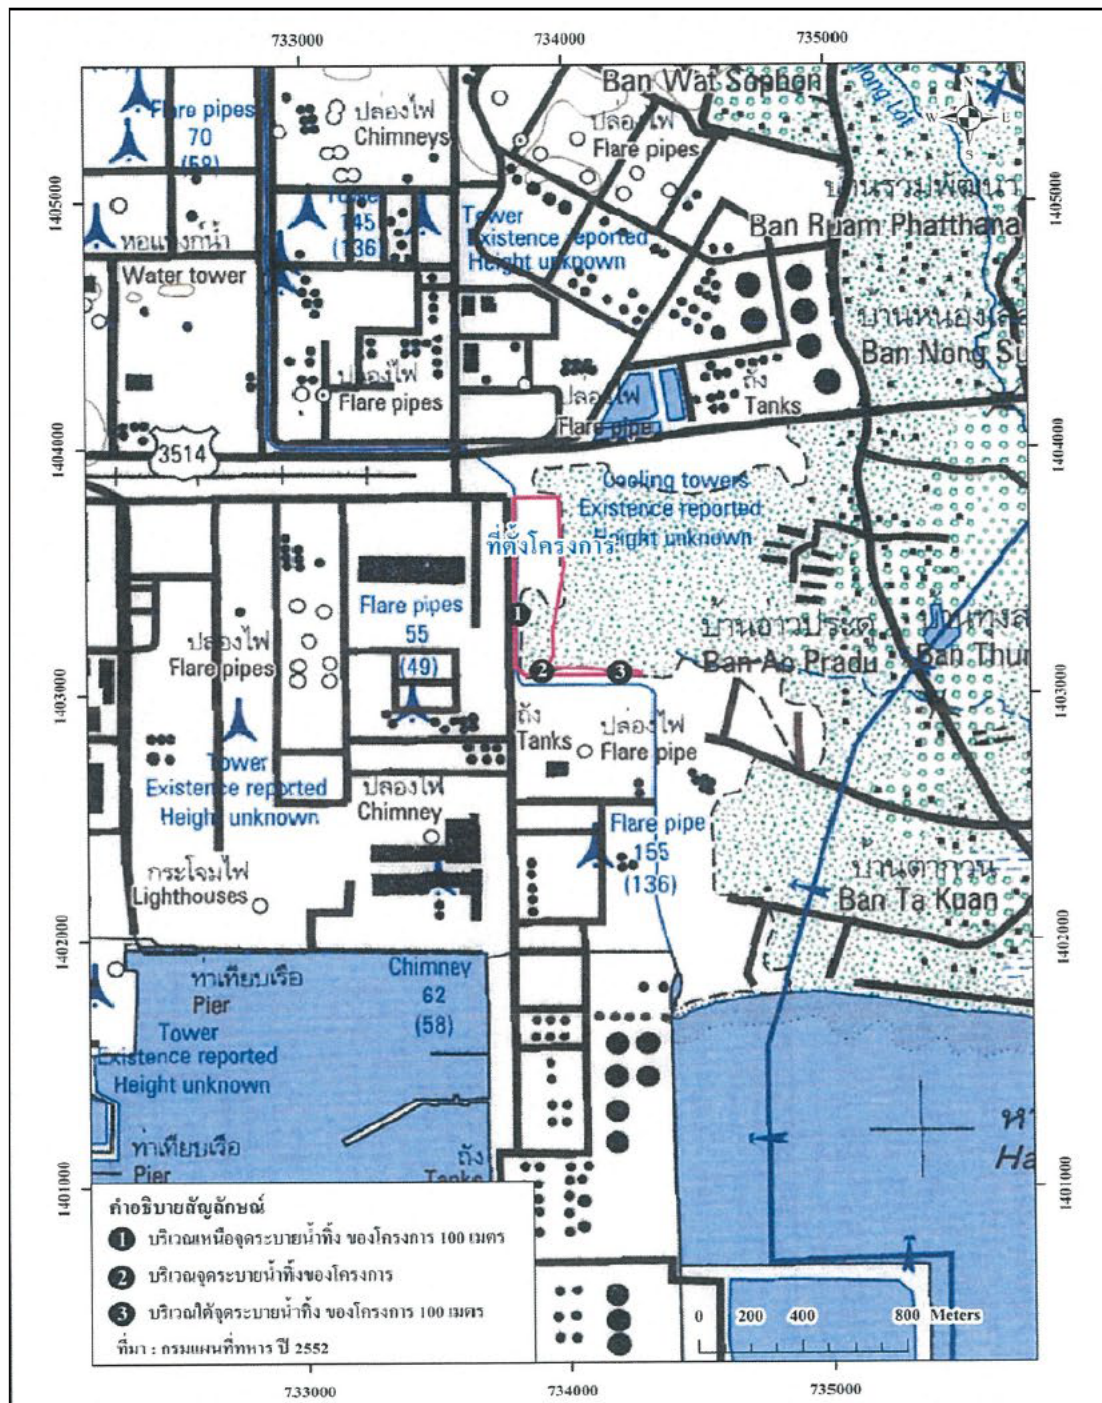 733000
734000
735000
Ban Wat Sophon
Flare pipes
70
(58)
ปล่องไฟ
Chimneys
ปล่องไฟ
Flare pipes
N
W
E
S
1405000
1405000
บ้านรวมพัฒนา
Ban Ruam Phatthana
Tower
145
(136)
Tower
Existence reported
Height unknown
Water tower
บ้านหนอง
Ban Nong
ปล่องไฟ
Flare pipes
ปล่องไฟ
Flare pipe
ถัง
Tanks
1404000
1404000
3514
Cooling towers
Existence reported
Height unknown
ที่ตั้งโครงการ
1
Flare pipes
55
(49)
ปล่องไฟ
Flare pipes
บ้านอ่าวประดู่
Ban Ao Pradu
Ban Thun
2
3
1403000
1403000
ถัง
Tanks
ปล่องไฟ
Flare pipe
Tower
Existence reported
Height unknown
ปล่องไฟ
Chimney
Flare pipe
155
(136)
กระโจมไฟ
Lighthouses
บ้านตากวน
Ban Ta Kuan
1402000
1402000
ท่าเทียบเรือ
Pier
Chimney
62
(58)
Tower
Existence reported
Height unknown
หา
Ha
ท่าเทียบเรือ
Pier
ถัง
Tanks
1401000
1401000
คำอธิบายสัญลักษณ์
1 บริเวณเหนือจุดระบายน้ำทิ้ง ของโครงการ 100 เมตร
2 บริเวณจุดระบายน้ำทิ้งของโครงการ
3 บริเวณใต้จุดระบายน้ำทิ้ง ของโครงการ 100 เมตร
ที่มา : กรมแผนที่ทหาร ปี 2552
0 200 400 800 Meters
733000
734000
735000